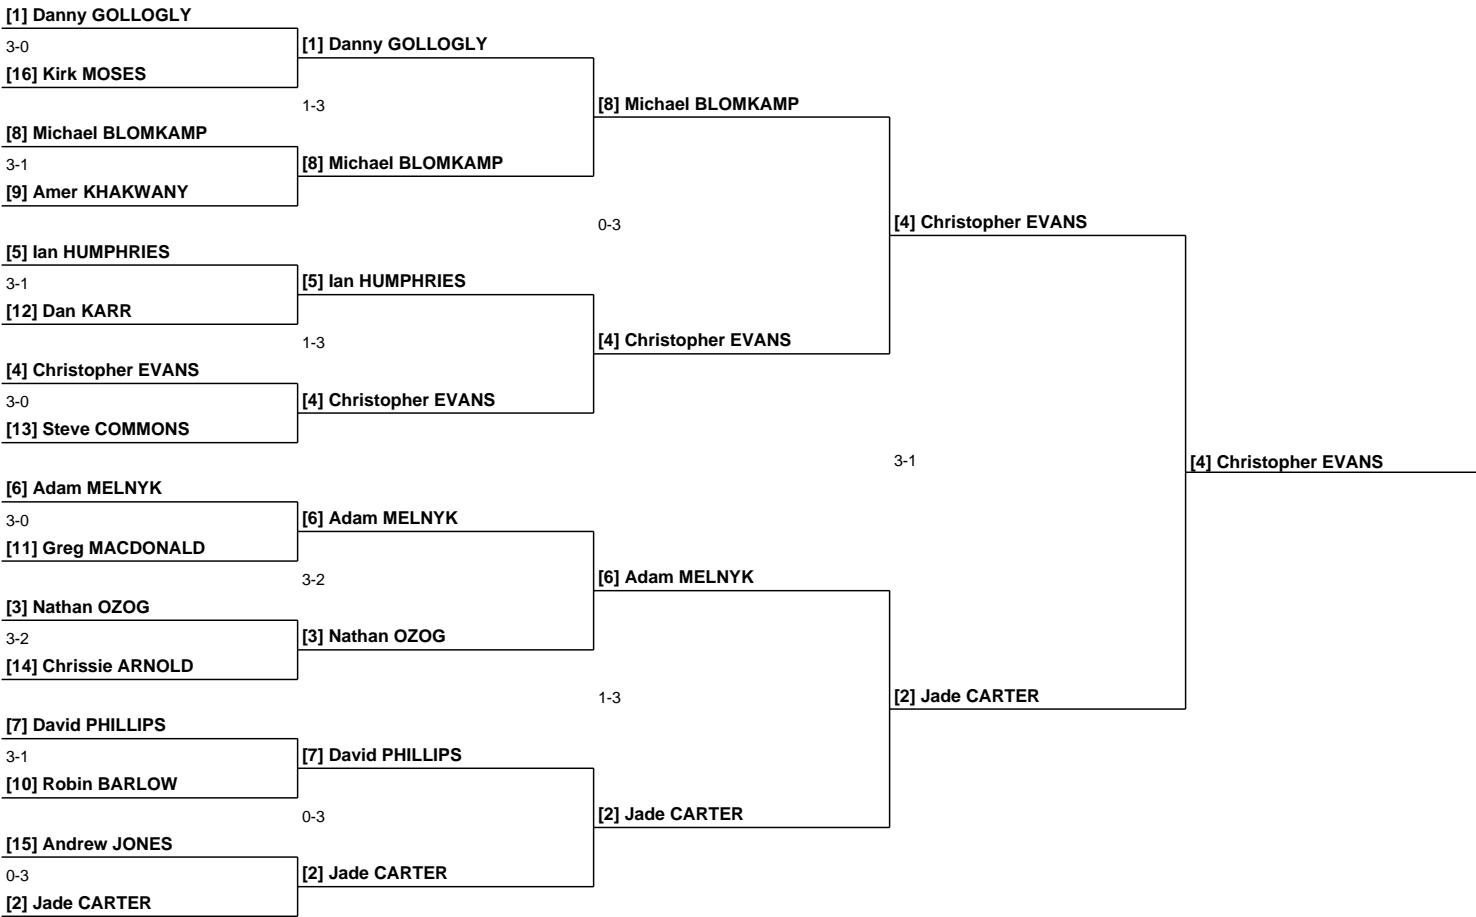 [1] Danny GOLLOGLY
3-0
[16] Kirk MOSES
[8] Michael BLOMKAMP
3-1
[9] Amer KHAKWANY
[5] Ian HUMPHRIES
3-1
[12] Dan KARR
[4] Christopher EVANS
3-0
[13] Steve COMMONS
[6] Adam MELNYK
3-0
[11] Greg MACDONALD
[3] Nathan OZOG
3-2
[14] Chrissie ARNOLD
[7] David PHILLIPS
3-1
[10] Robin BARLOW
[15] Andrew JONES
0-3
[2] Jade CARTER
[1] Danny GOLLOGLY
1-3
[8] Michael BLOMKAMP
[5] Ian HUMPHRIES
1-3
[4] Christopher EVANS
[6] Adam MELNYK
3-2
[3] Nathan OZOG
[7] David PHILLIPS
0-3
[2] Jade CARTER
[8] Michael BLOMKAMP
0-3
[4] Christopher EVANS
[6] Adam MELNYK
1-3
[2] Jade CARTER
[4] Christopher EVANS
3-1
[2] Jade CARTER
[4] Christopher EVANS